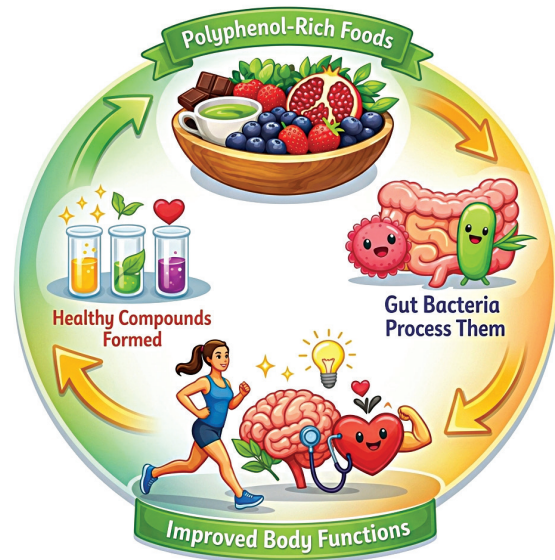 Polyphenol-Rich Foods
Gut Bacteria
Process Them
Healthy Compounds
Formed
Improved Body Functions